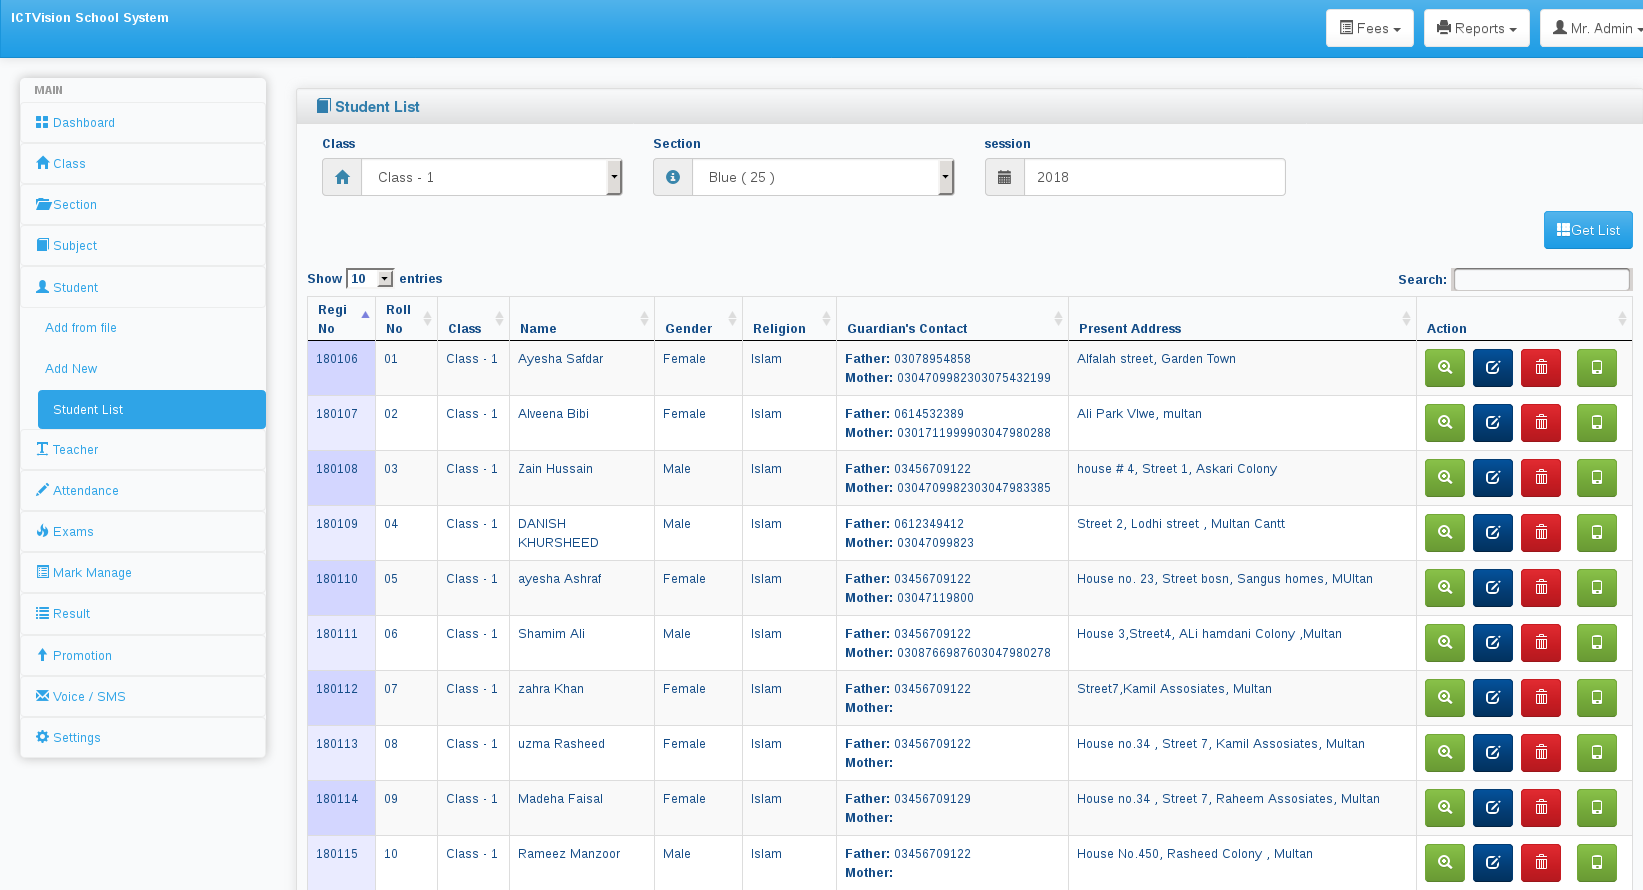 ICTVision School System
Fees
Reports
Mr. Admin
MAIN
Dashboard
Class
Section
Subject
Student
Add from file
Add New
Student List
Teacher
Attendance
Exams
Mark Manage
Result
Promotion
Voice / SMS
Settings
Student List
Class Section session
Class - 1 Blue ( 25 ) 2018
Get List
Show 10 entries Search:
Regi No Roll No Class Name Gender Religion Guardian's Contact Present Address Action
180106 01 Class - 1 Ayesha Safdar Female Islam Father: 03078954858 Alfalah street, Garden Town
Mother: 0304709982303075432199
180107 02 Class - 1 Alveena Bibi Female Islam Father: 0614532389 Ali Park VIwe, multan
Mother: 0301711999903047980288
180108 03 Class - 1 Zain Hussain Male Islam Father: 03456709122 house # 4, Street 1, Askari Colony
Mother: 0304709982303047983385
180109 04 Class - 1 DANISH Male Islam Father: 0612349412 Street 2, Lodhi street , Multan Cantt
KHURSHEED Mother: 03047099823
180110 05 Class - 1 ayesha Ashraf Female Islam Father: 03456709122 House no. 23, Street bosn, Sangus homes, MUltan
Mother: 03047119800
180111 06 Class - 1 Shamim Ali Male Islam Father: 03456709122 House 3,Street4, ALi hamdani Colony ,Multan
Mother: 0308766987603047980278
180112 07 Class - 1 zahra Khan Female Islam Father: 03456709122 Street7,Kamil Assosiates, Multan
Mother:
180113 08 Class - 1 uzma Rasheed Female Islam Father: 03456709122 House no.34 , Street 7, Kamil Assosiates, Multan
Mother:
180114 09 Class - 1 Madeha Faisal Female Islam Father: 03456709129 House no.34 , Street 7, Raheem Assosiates, Multan
Mother:
180115 10 Class - 1 Rameez Manzoor Male Islam Father: 03456709122 House No.450, Rasheed Colony , Multan
Mother: